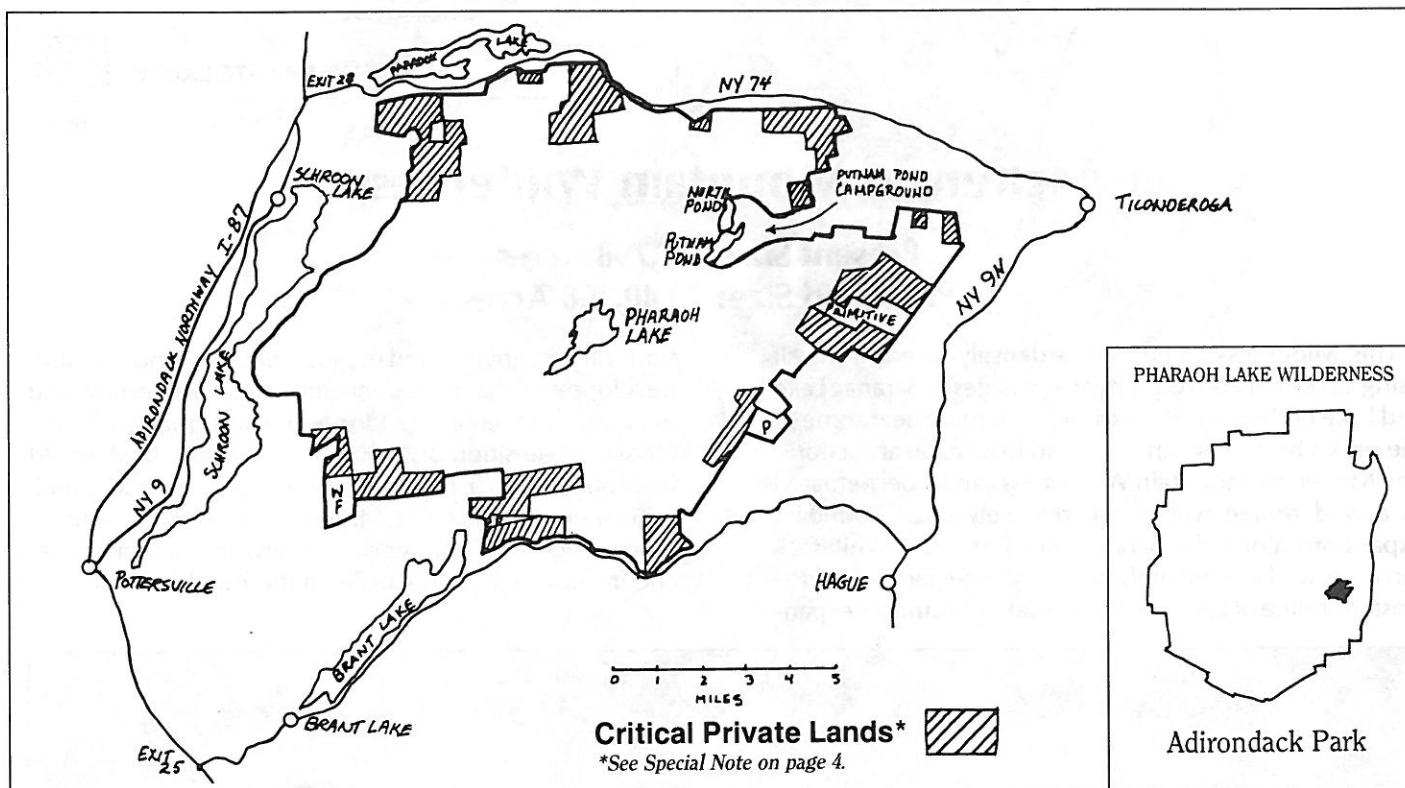 PARADOX
LAKE
EXIT 28
NY 74
SCHROON
LAKE
PUTNAM POND
CAMPGROUND
NORTH
POND
PUTNAM
POND
TICONDEROGA
ADIRONDACK NORTHWAY I-87
NY 9
SCHROON LAKE
NY 9N
PRIMITIVE
PHARAOH
LAKE
P
WF
POTTERSVILLE
HAGUE
BRANT LAKE
BRANT LAKE
EXIT
25
0 1 2 3 4 5
MILES
Critical Private Lands*
*See Special Note on page 4.
PHARAOH LAKE WILDERNESS
Adirondack Park